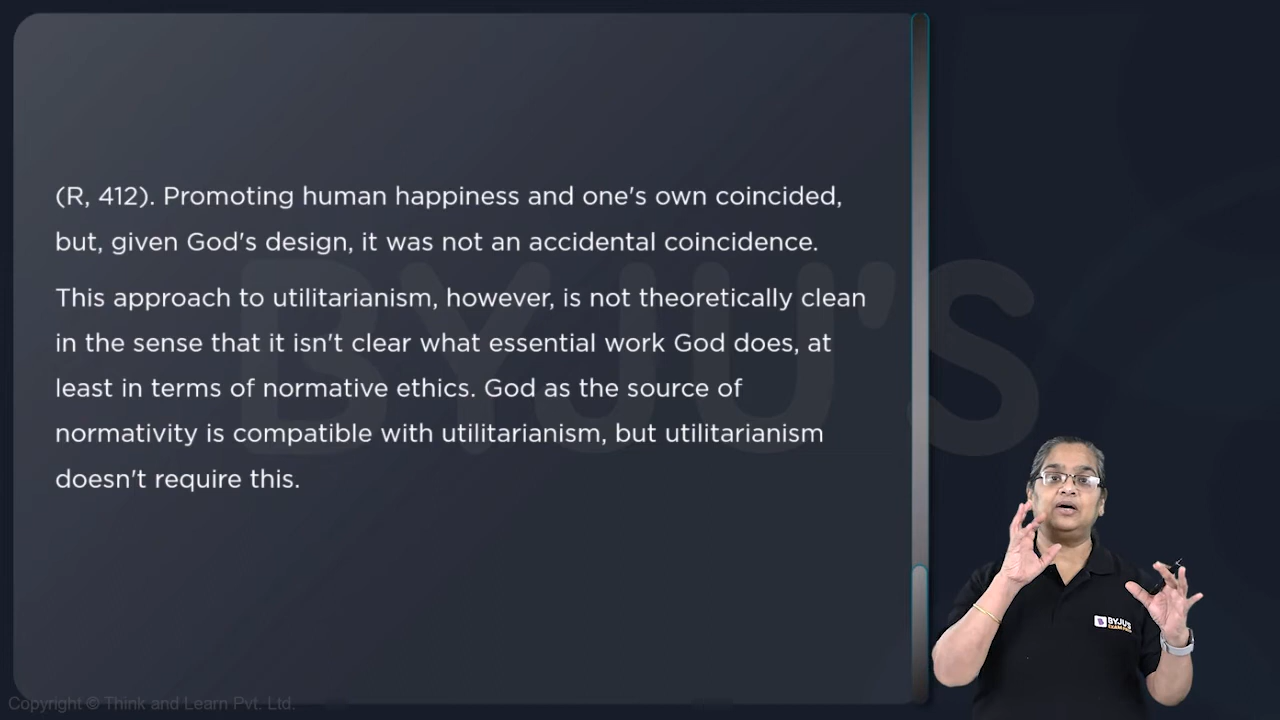 (R, 412). Promoting human happiness and one's own coincided,
but, given God's design, it was not an accidental coincidence.
This approach to utilitarianism, however, is not theoretically clean
in the sense that it isn't clear what essential work God does, at
least in terms of normative ethics. God as the source of
normativity is compatible with utilitarianism, but utilitarianism
doesn't require this.
BYJU'S
BYJU'S
Copyright © Think and Learn Pvt. Ltd.